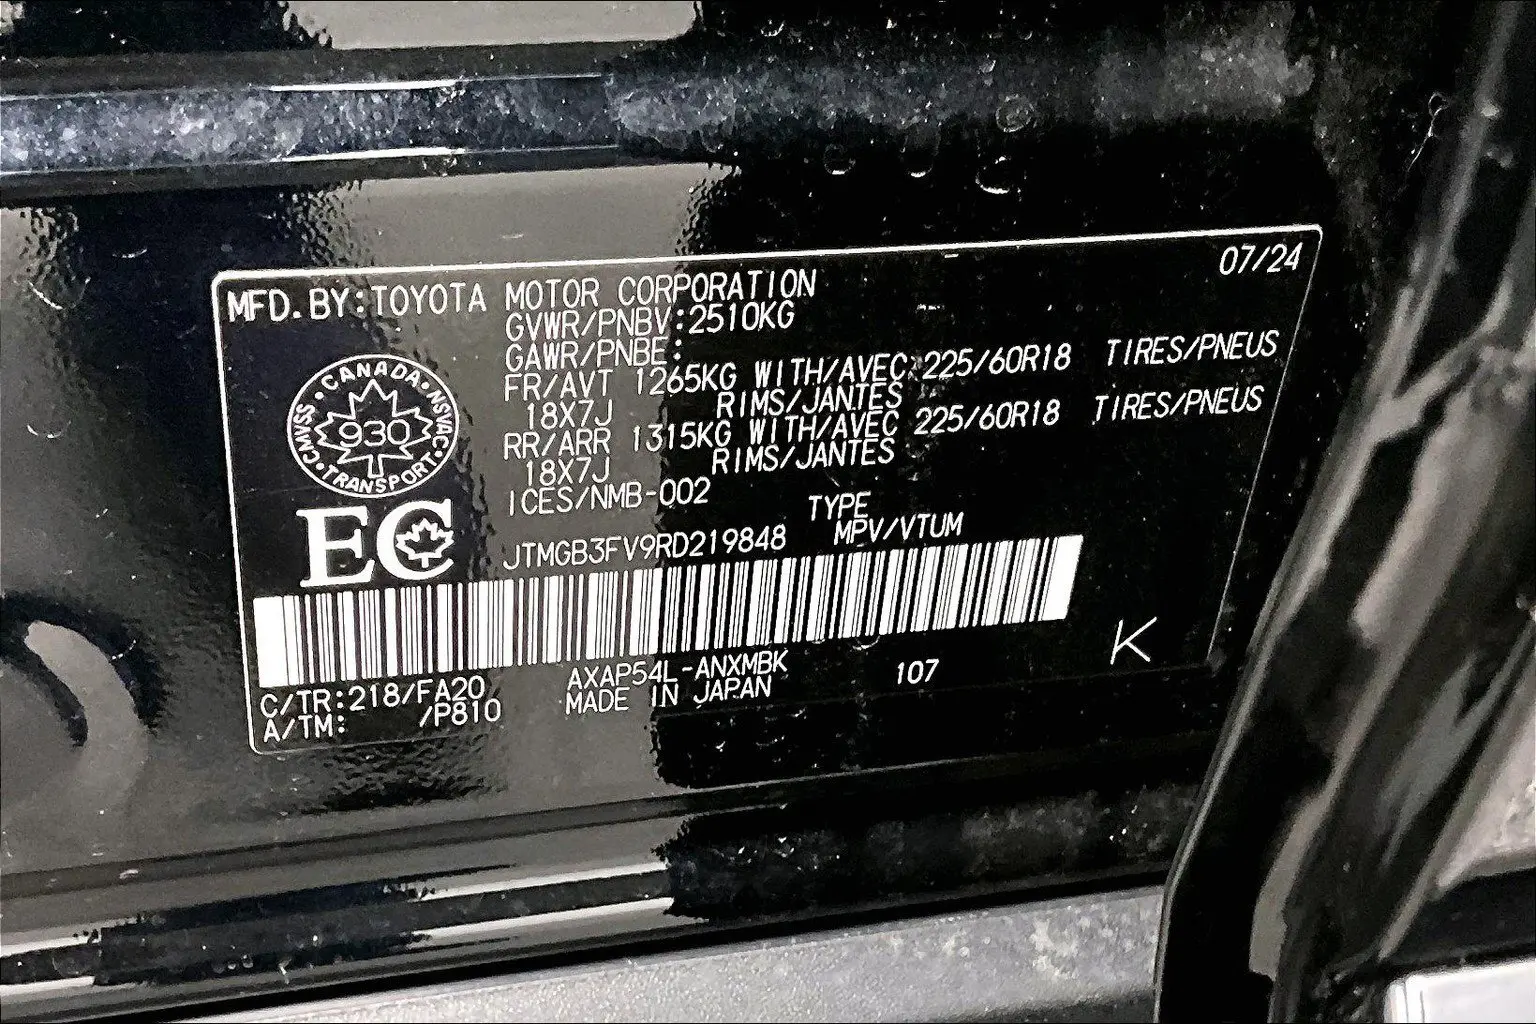 07/24
MFD. BY: TOYOTA MOTOR CORPORATION
GVWR/PNBV:2510KG
GAWR/PNBE:
FR/AVT 1265KG WITH/AVEC:225/60R18 TIRES/PNEUS
18X7J RIMS/JANTES
RR/ARR 1315KG WITH/AVEC 225/60R18 TIRES/PNEUS
18X7J RIMS/JANTES
ICES/NMB-002
CANADA · NSVAC · TRANSPORT · CMVSS ·
930
EC
TYPE
JTMGB3FV9RD219848 MPV/VTUM
K
C/TR:218/FA20 AXAP54L-ANXMBK 107
A/TM: /P810 MADE IN JAPAN